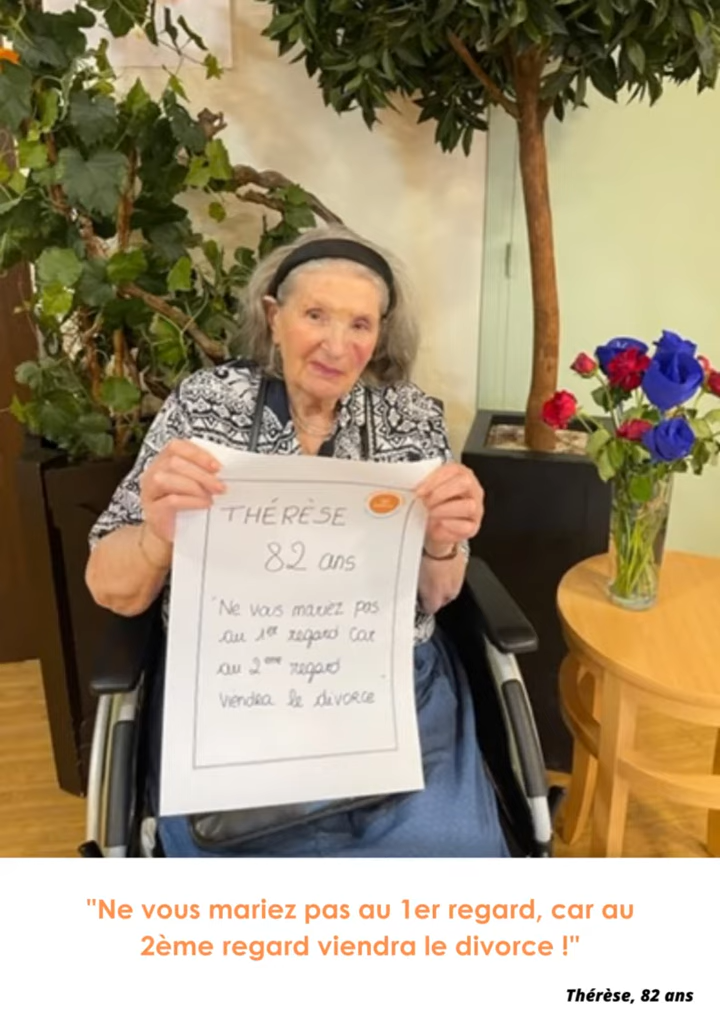 THÉRÈSE
82 ans
"Ne vous mariez pas
au 1er regard car
au 2ème regard
viendra le divorce"
"Ne vous mariez pas au 1er regard, car au
2ème regard viendra le divorce !"
Thérèse, 82 ans